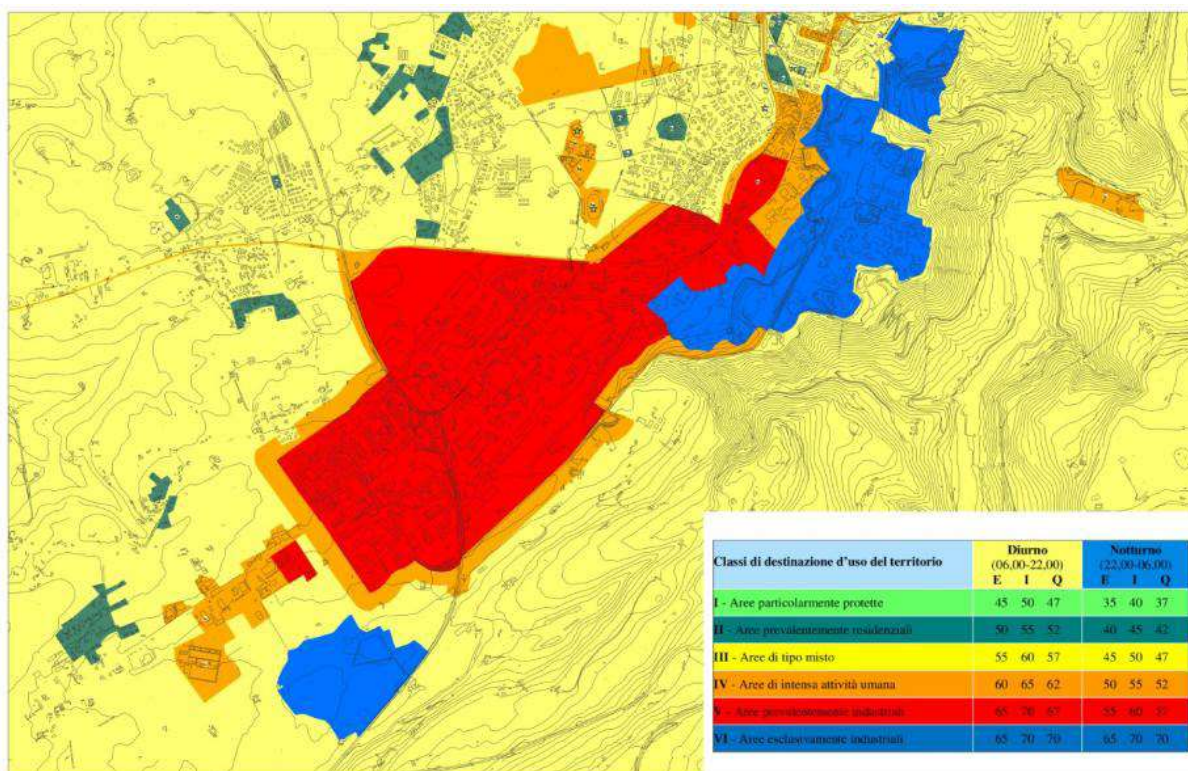 Classi di destinazione d'uso del territorio
Diurno
(06,00-22,00)
E I Q
Notturno
(22,00-06,00)
E I Q
I - Aree particolarmente protette 45 50 47 35 40 37
II - Aree prevalentemente residenziali 50 55 52 40 45 42
III - Aree di tipo misto 55 60 57 45 50 47
IV - Aree di intensa attività umana 60 65 62 50 55 52
V - Aree prevalentemente industriali 65 70 67 55 60 57
VI - Aree esclusivamente industriali 65 70 70 65 70 70